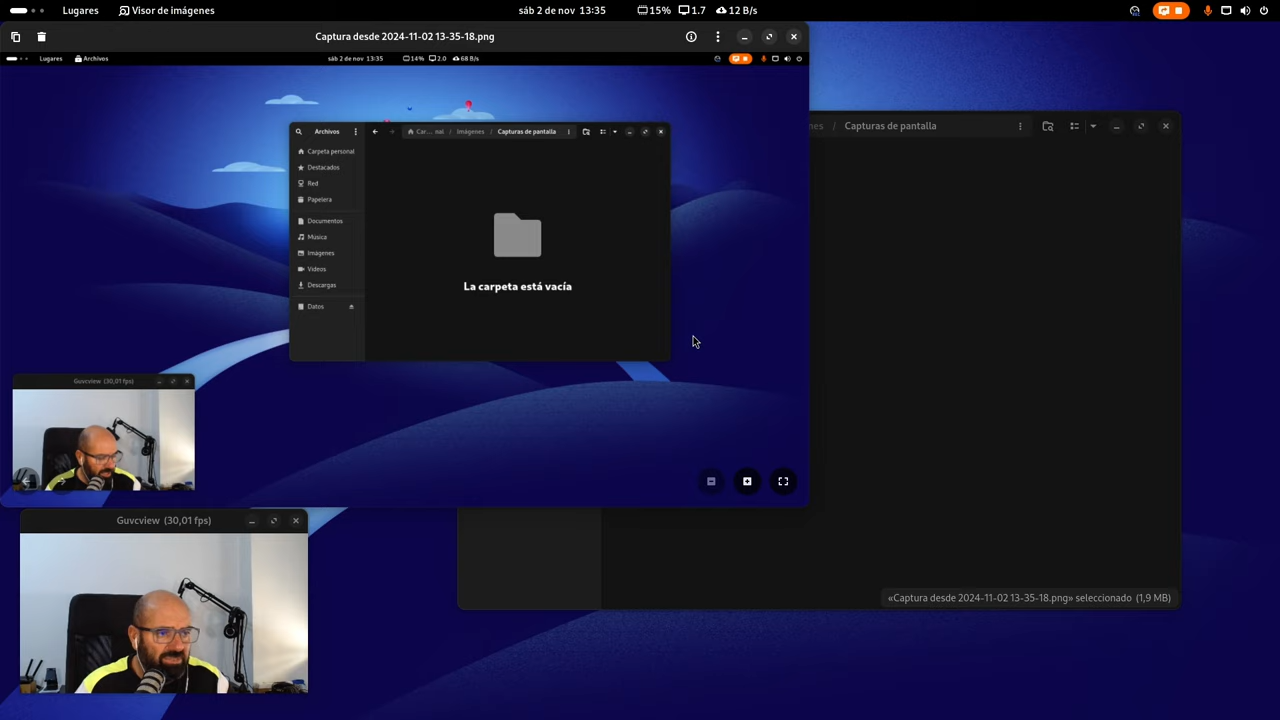 Lugares Visor de imágenes sáb 2 de nov 13:35 15% 1.7 12 B/s
Captura desde 2024-11-02 13-35-18.png
Lugares Archivos sáb 2 de nov 13:35 14% 2.0 68 B/s
Archivos Car... nal / Imágenes / Capturas de pantalla
nes / Capturas de pantalla
Carpeta personal
Destacados
Red
Papelera
Documentos
Música
Imágenes
Vídeos
Descargas
Datos
La carpeta está vacía
Guvcview (30,01 fps)
Guvcview (30,01 fps)
«Captura desde 2024-11-02 13-35-18.png» seleccionado (1,9 MB)